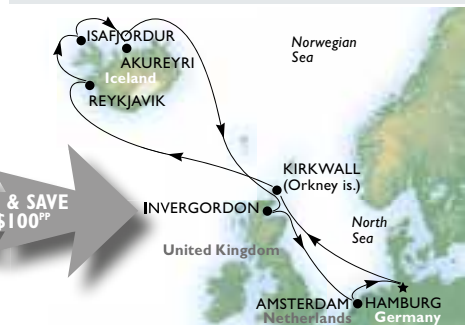 ISAFJORDUR
AKUREYRI
Iceland
REYKJAVIK
Norwegian
Sea
& SAVE
$100PP
KIRKWALL
(Orkney is.)
INVERGORDON
North
Sea
United Kingdom
AMSTERDAM
HAMBURG
Netherlands
Germany